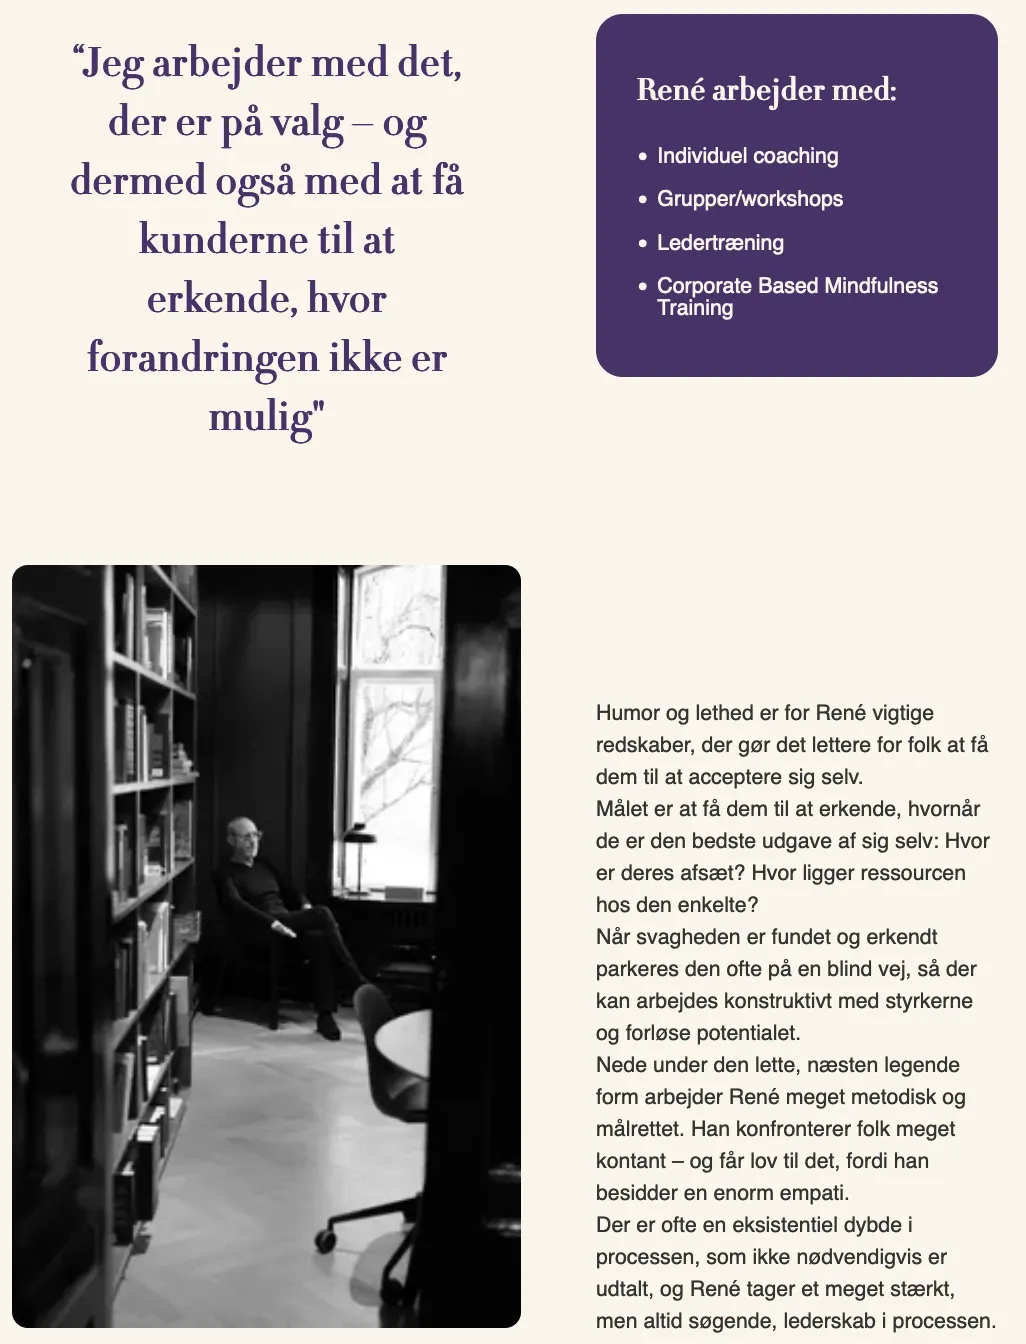 “Jeg arbejder med det,
der er på valg – og
dermed også med at få
kunderne til at
erkende, hvor
forandringen ikke er
mulig"
René arbejder med:
• Individuel coaching
• Grupper/workshops
• Ledertræning
• Corporate Based Mindfulness
Training
Humor og lethed er for René vigtige
redskaber, der gør det lettere for folk at få
dem til at acceptere sig selv.
Målet er at få dem til at erkende, hvornår
de er den bedste udgave af sig selv: Hvor
er deres afsæt? Hvor ligger ressourcen
hos den enkelte?
Når svagheden er fundet og erkendt
parkeres den ofte på en blind vej, så der
kan arbejdes konstruktivt med styrkerne
og forløse potentialet.
Nede under den lette, næsten legende
form arbejder René meget metodisk og
målrettet. Han konfronterer folk meget
kontant – og får lov til det, fordi han
besidder en enorm empati.
Der er ofte en eksistentiel dybde i
processen, som ikke nødvendigvis er
udtalt, og René tager et meget stærkt,
men altid søgende, lederskab i processen.